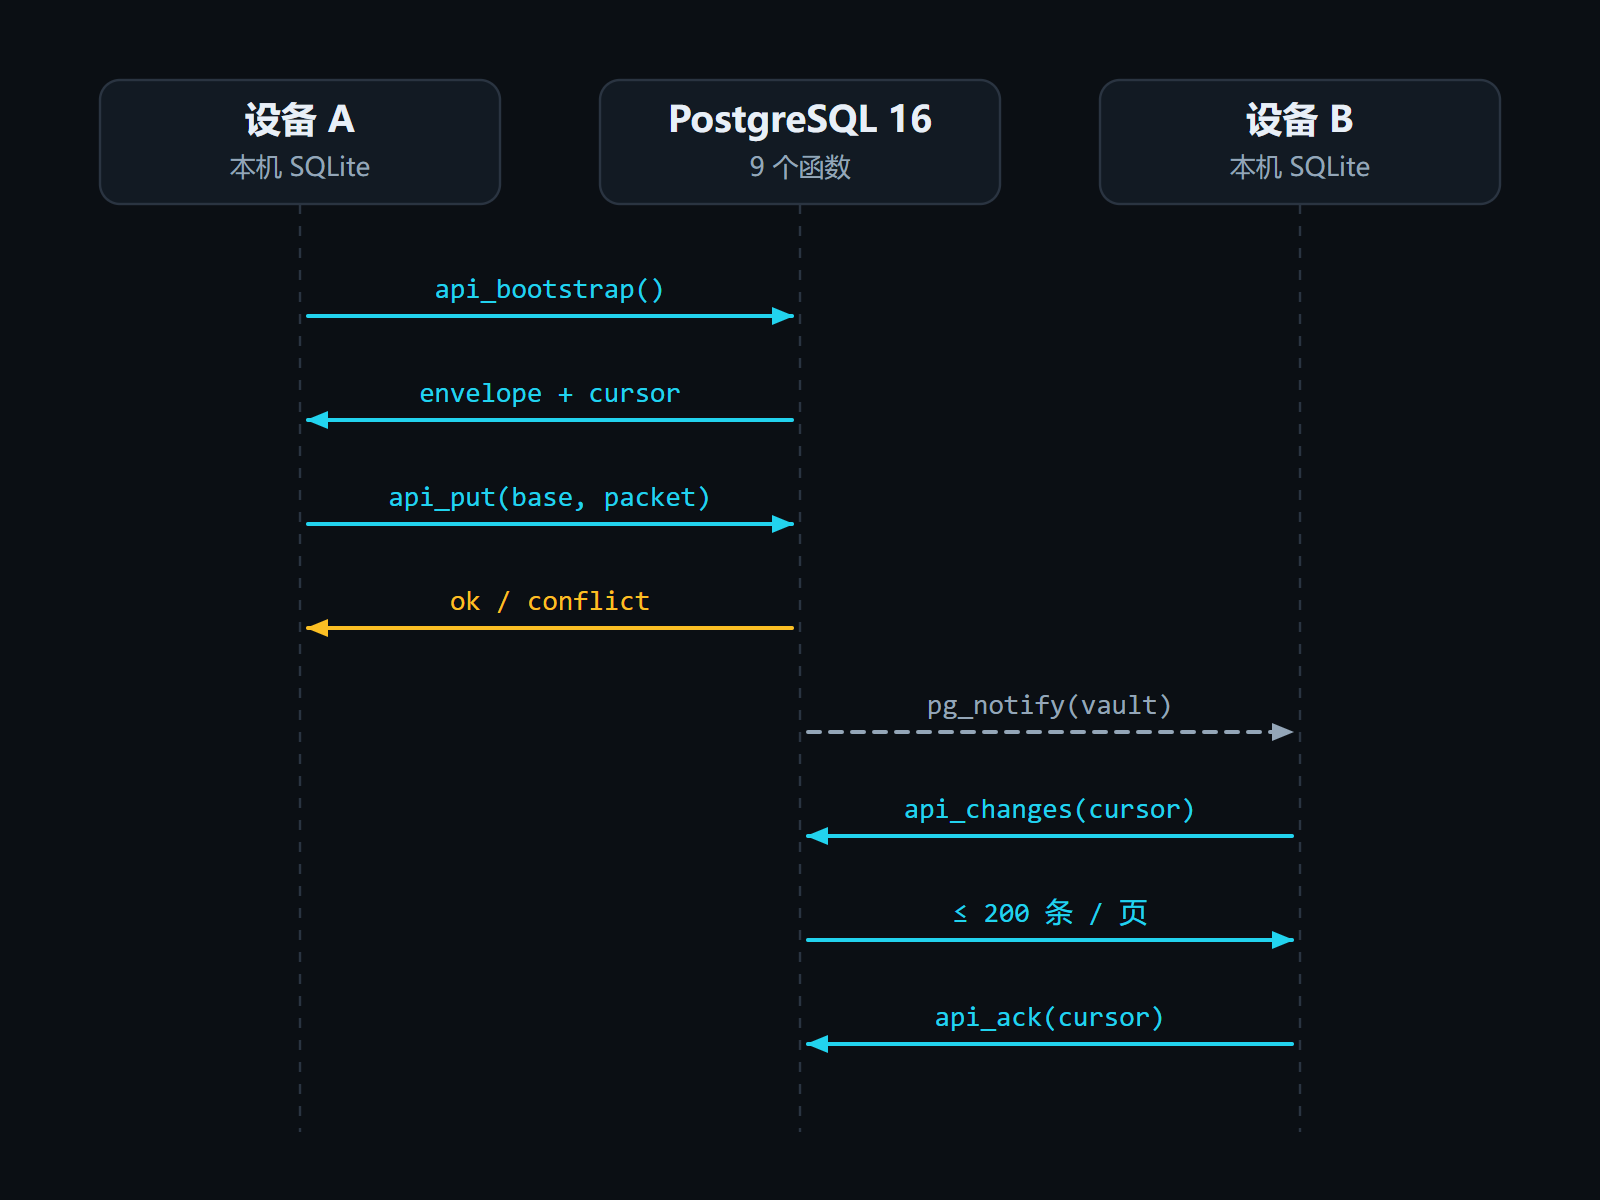 设备 A
本机 SQLite
PostgreSQL 16
9 个函数
设备 B
本机 SQLite
api_bootstrap()
envelope + cursor
api_put(base, packet)
ok / conflict
pg_notify(vault)
api_changes(cursor)
≤ 200 条 / 页
api_ack(cursor)